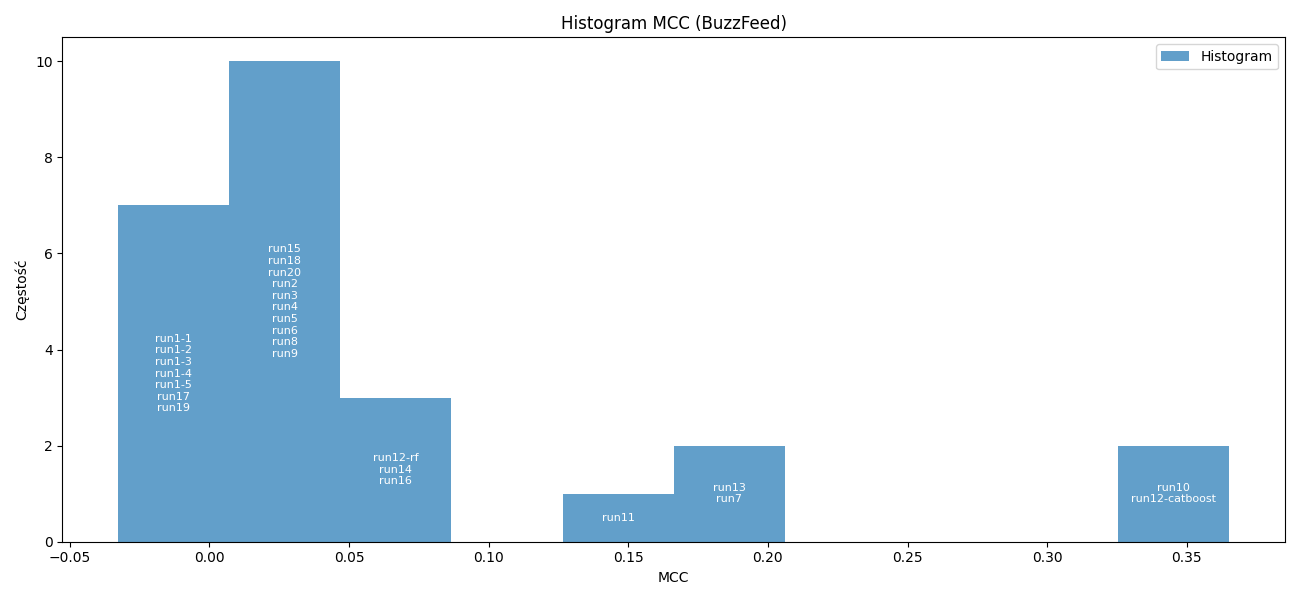 Histogram MCC (BuzzFeed)
Histogram
Częstość
10
8
6
4
2
0
run1-1
run1-2
run1-3
run1-4
run1-5
run17
run19
run15
run18
run20
run2
run3
run4
run5
run6
run8
run9
run12-rf
run14
run16
run11
run13
run7
run10
run12-catboost
−0.05
0.00
0.05
0.10
0.15
0.20
0.25
0.30
0.35
MCC